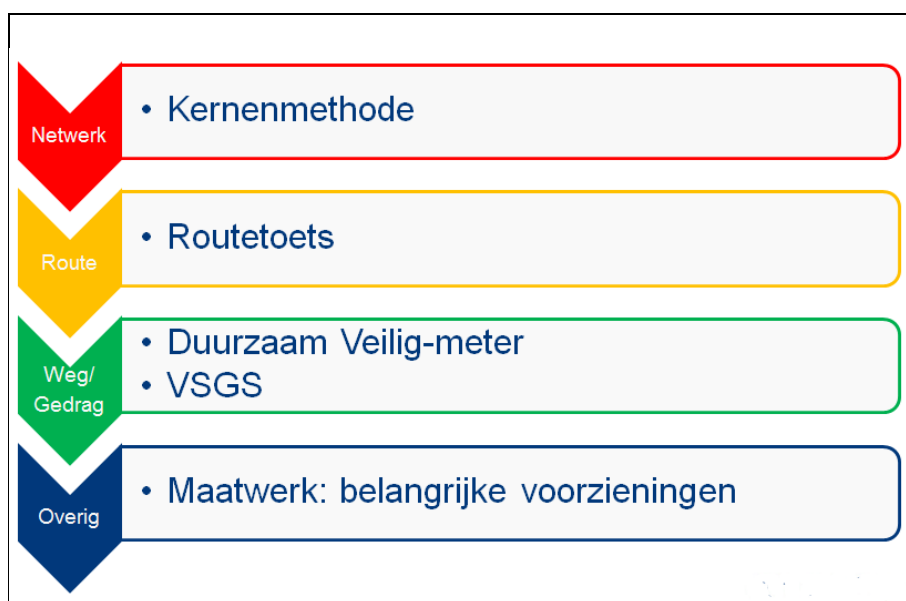 Netwerk
• Kernenmethode
Route
• Routetoets
Weg/
Gedrag
• Duurzaam Veilig-meter
• VSGS
Overig
• Maatwerk: belangrijke voorzieningen